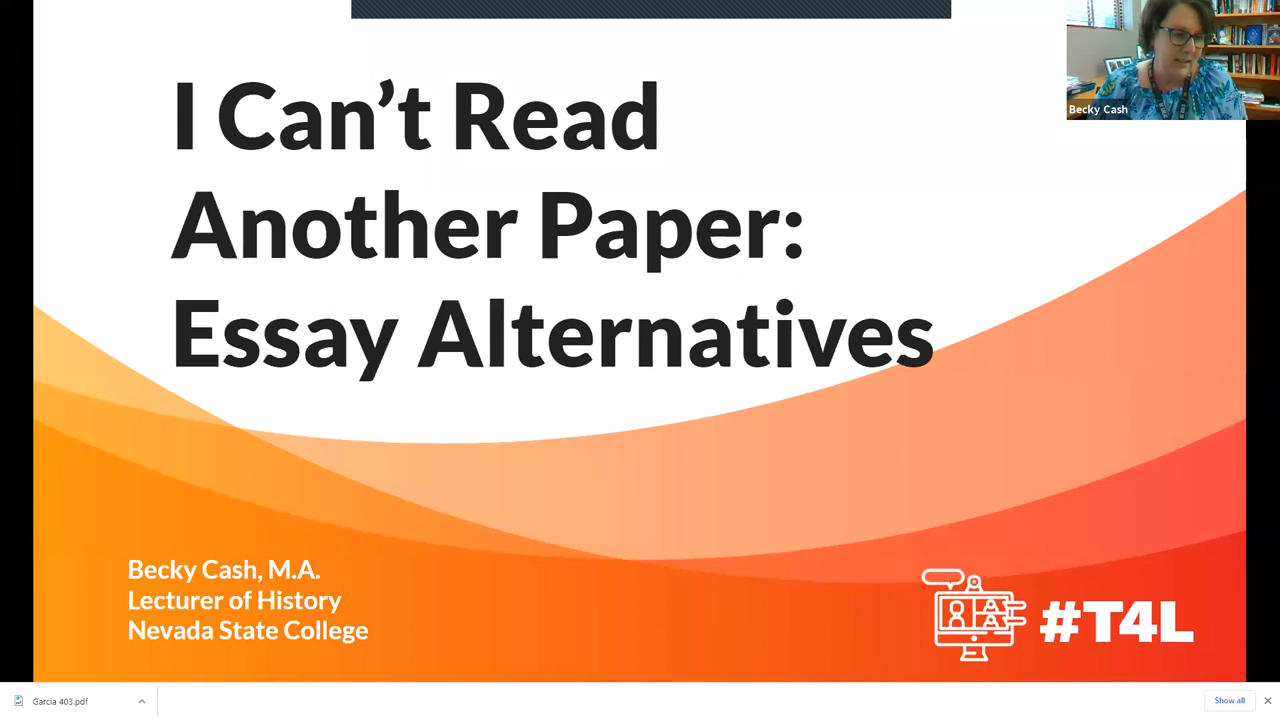 I Can’t Read
Another Paper:
Essay Alternatives
Becky Cash
Becky Cash, M.A.
Lecturer of History
Nevada State College
#T4L
Garcia 403.pdf
Show all